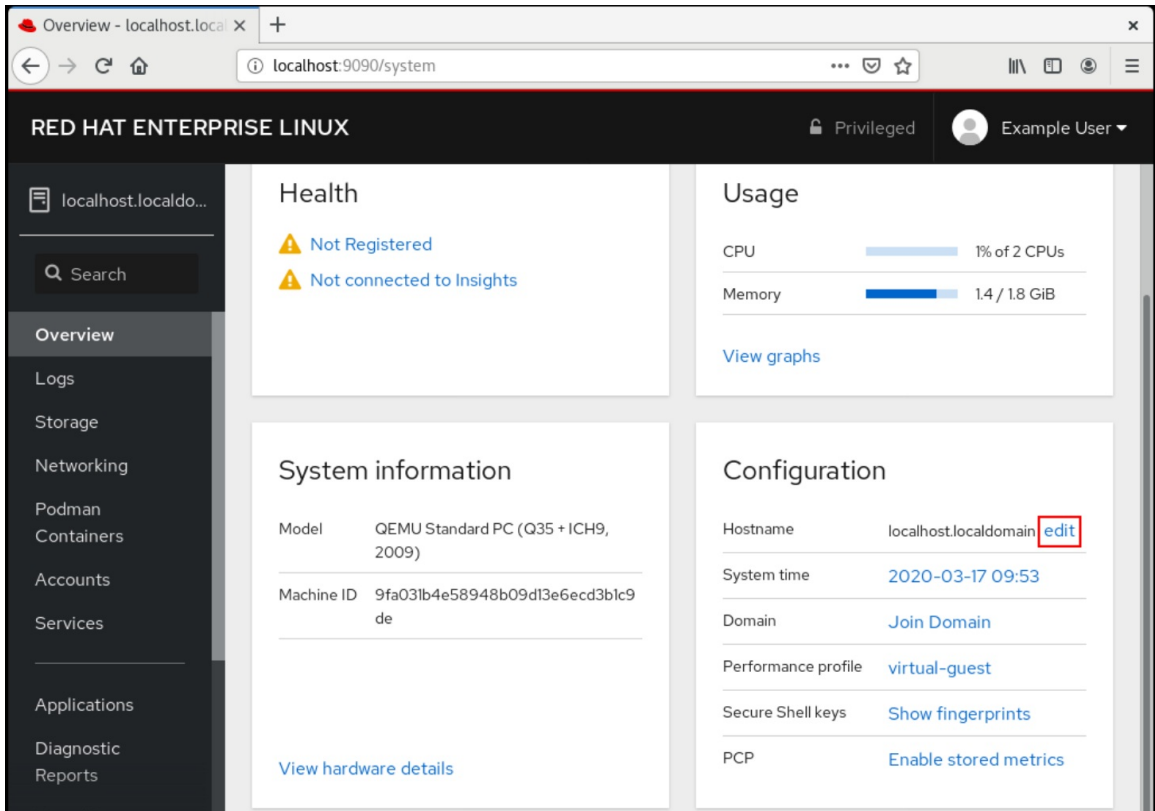 Overview - localhost.local
localhost:9090/system
RED HAT ENTERPRISE LINUX
Privileged
Example User
localhost.localdo...
Search
Overview
Logs
Storage
Networking
Podman
Containers
Accounts
Services
Applications
Diagnostic
Reports
Health
Not Registered
Not connected to Insights
Usage
CPU 1% of 2 CPUs
Memory 1.4 / 1.8 GiB
View graphs
System information
Model QEMU Standard PC (Q35 + ICH9,
2009)
Machine ID 9fa031b4e58948b09d13e6ecd3b1c9
de
View hardware details
Configuration
Hostname localhost.localdomain edit
System time 2020-03-17 09:53
Domain Join Domain
Performance profile virtual-guest
Secure Shell keys Show fingerprints
PCP Enable stored metrics